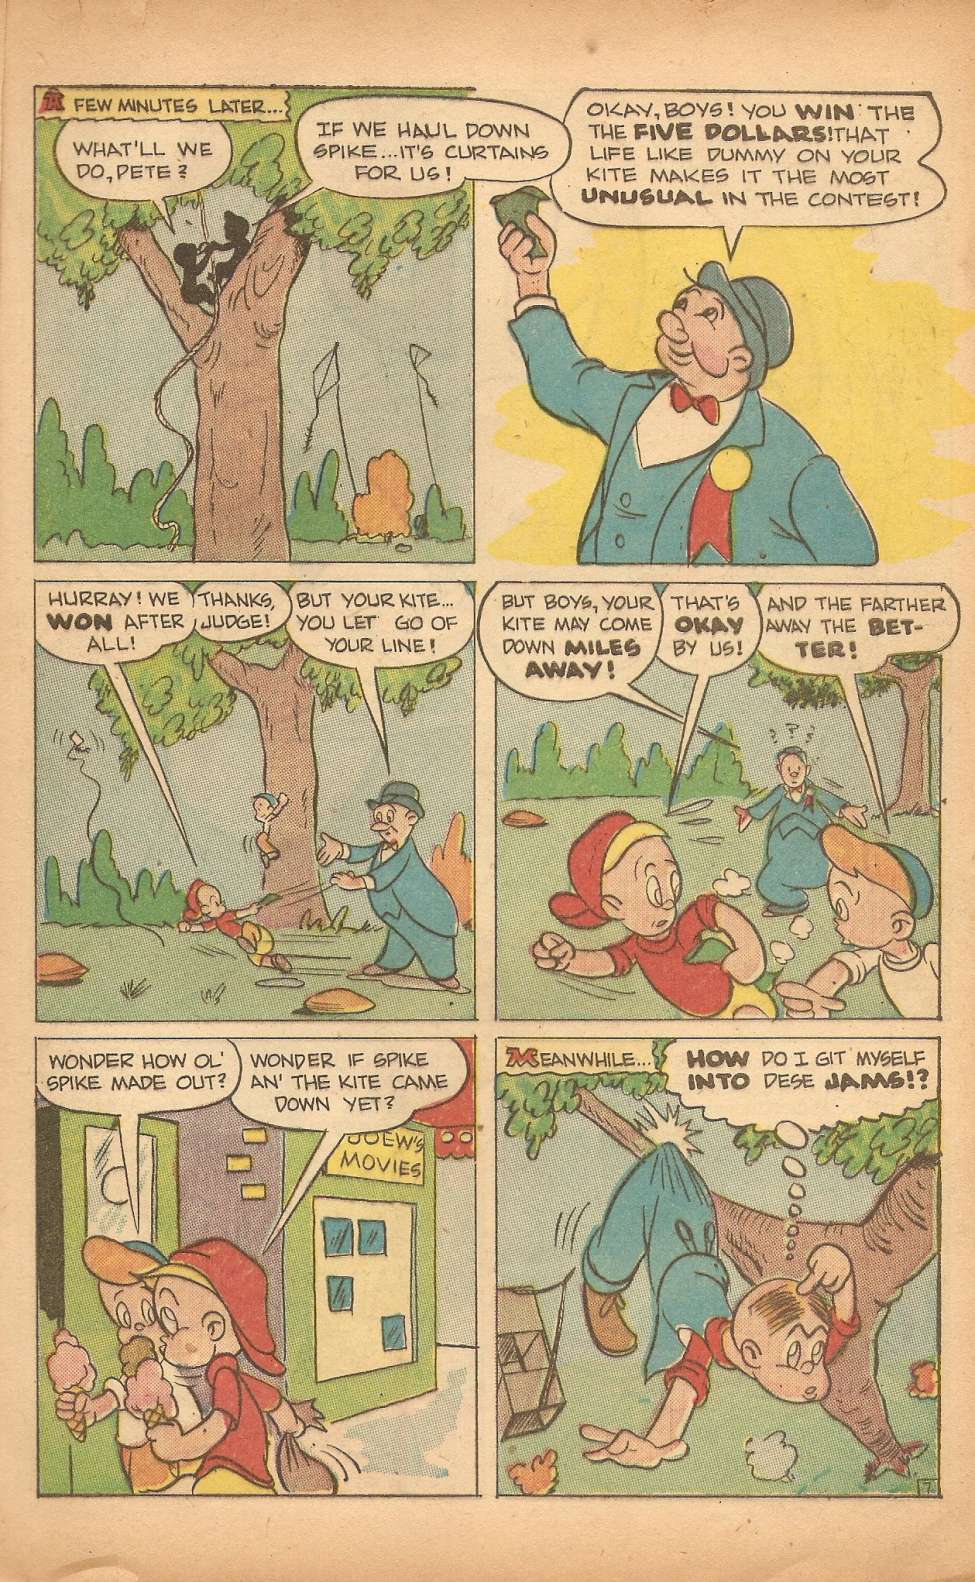 A FEW MINUTES LATER...
WHAT'LL WE
DO, PETE?
IF WE HAUL DOWN
SPIKE...IT'S CURTAINS
FOR US!
OKAY, BOYS! YOU WIN THE
THE FIVE DOLLARS! THAT
LIFE LIKE DUMMY ON YOUR
KITE MAKES IT THE MOST
UNUSUAL IN THE CONTEST!
HURRAY! WE
WON AFTER
ALL!
THANKS,
JUDGE!
BUT YOUR KITE...
YOU LET GO OF
YOUR LINE!
BUT BOYS, YOUR
KITE MAY COME
DOWN MILES
AWAY!
THAT'S
OKAY
BY US!
AND THE FARTHER
AWAY THE BET-
TER!
? ? ?
WONDER HOW OL'
SPIKE MADE OUT?
WONDER IF SPIKE
AN' THE KITE CAME
DOWN YET?
LOEW'S
MOVIES
MEANWHILE...
HOW DO I GIT MYSELF
INTO DESE JAMS!?
7